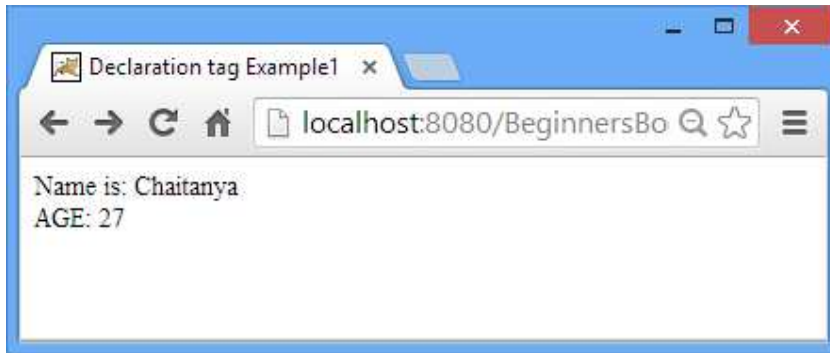 Declaration tag Example1
localhost:8080/BeginnersBo
Name is: Chaitanya
AGE: 27